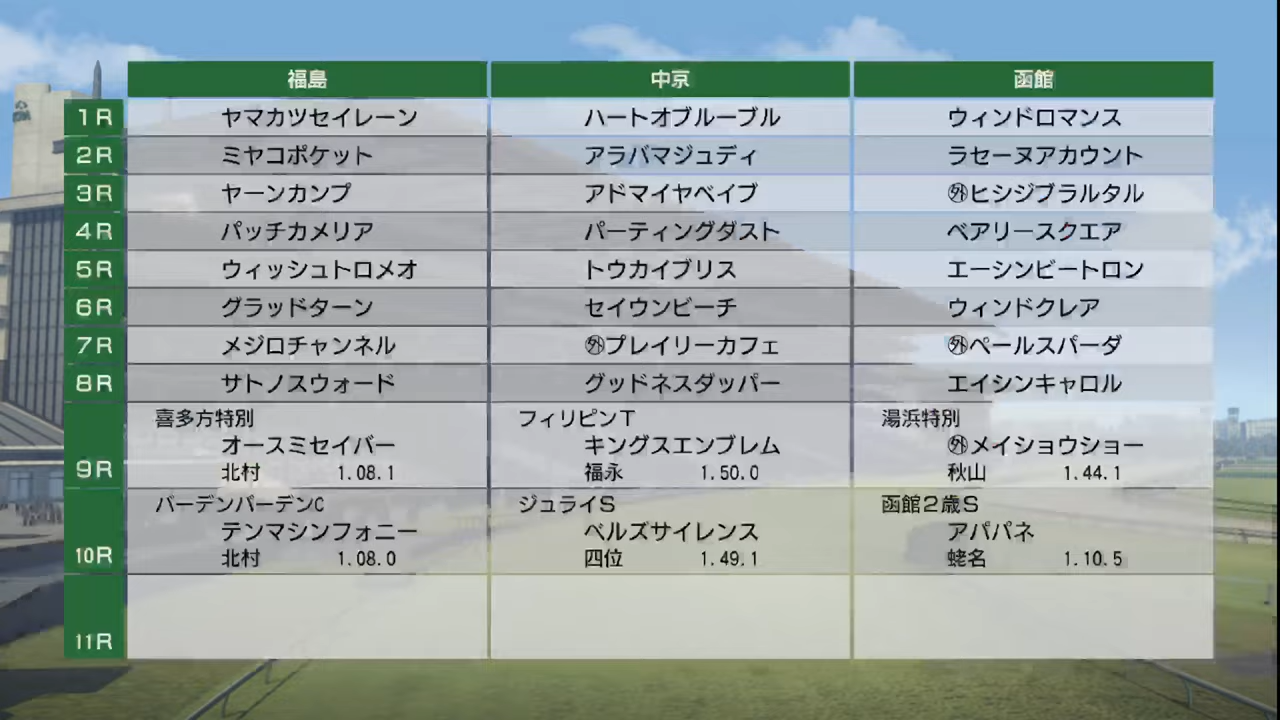 福島 中京 函館
1R ヤマカツセイレーン ハートオブルーブル ウィンドロマンス
2R ミヤコポケット アラバマジュディ ラセーヌアカウント
3R ヤーンカンプ アドマイヤベイブ ㊕ヒシジブラルタル
4R パッチカメリア パーティングダスト ベアリースクエア
5R ウィッシュトロメオ トウカイブリス エーシンビートロン
6R グラッドターン セイウンビーチ ウィンドクレア
7R メジロチャンネル 外プレイリーカフェ 外ペールスパーダ
8R サトノスウォード グッドネスダッパー エイシンキャロル
喜多方特別 フィリピンT 湯浜特別
オースミセイバー キングスエンブレム 外メイショウショー
9R 北村 1.08.1 福永 1.50.0 秋山 1.44.1
バーデンバーデンC ジュライS 函館2歳S
テンマシンフォニー ベルズサイレンス アパパネ
10R 北村 1.08.0 四位 1.49.1 蛯名 1.10.5
11R